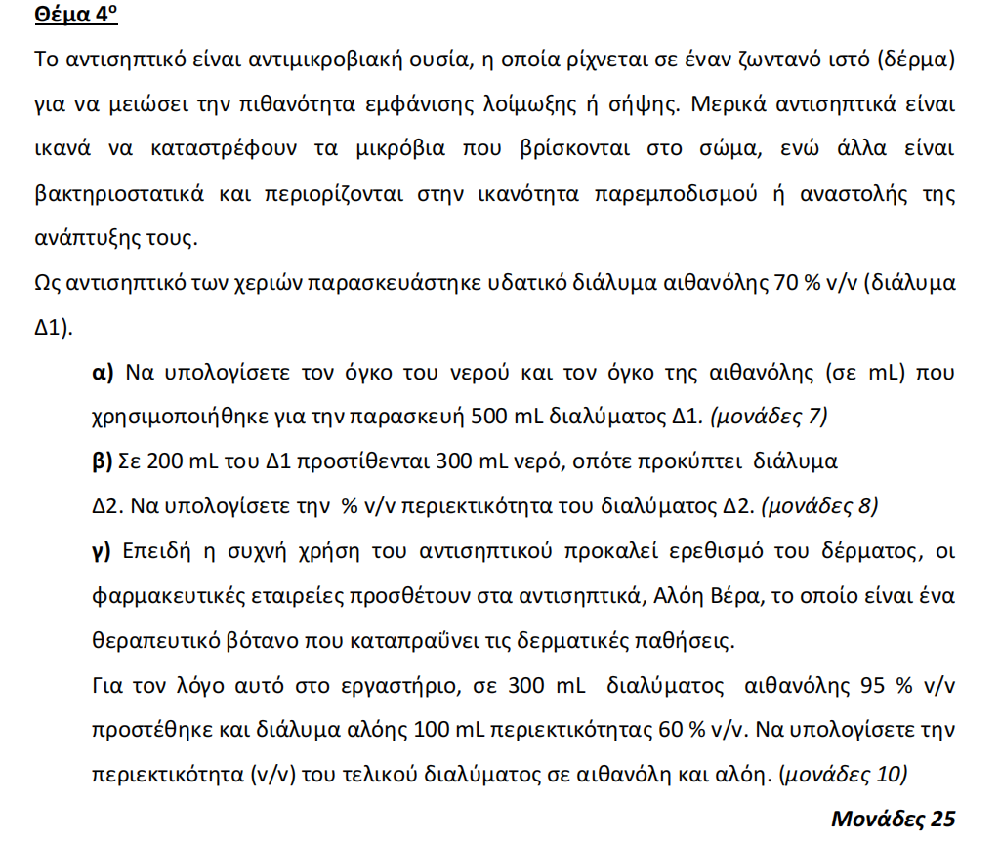 Θέμα 4ο
Το αντισηπτικό είναι αντιμικροβιακή ουσία, η οποία ρίχνεται σε έναν ζωντανό ιστό (δέρμα)
για να μειώσει την πιθανότητα εμφάνισης λοίμωξης ή σήψης. Μερικά αντισηπτικά είναι
ικανά να καταστρέφουν τα μικρόβια που βρίσκονται στο σώμα, ενώ άλλα είναι
βακτηριοστατικά και περιορίζονται στην ικανότητα παρεμποδισμού ή αναστολής της
ανάπτυξης τους.
Ως αντισηπτικό των χεριών παρασκευάστηκε υδατικό διάλυμα αιθανόλης 70 % v/v (διάλυμα
Δ1).
α) Να υπολογίσετε τον όγκο του νερού και τον όγκο της αιθανόλης (σε mL) που
χρησιμοποιήθηκε για την παρασκευή 500 mL διαλύματος Δ1. (μονάδες 7)
β) Σε 200 mL του Δ1 προστίθενται 300 mL νερό, οπότε προκύπτει διάλυμα
Δ2. Να υπολογίσετε την % v/v περιεκτικότητα του διαλύματος Δ2. (μονάδες 8)
γ) Επειδή η συχνή χρήση του αντισηπτικού προκαλεί ερεθισμό του δέρματος, οι
φαρμακευτικές εταιρείες προσθέτουν στα αντισηπτικά, Αλόη Βέρα, το οποίο είναι ένα
θεραπευτικό βότανο που καταπραΰνει τις δερματικές παθήσεις.
Για τον λόγο αυτό στο εργαστήριο, σε 300 mL διαλύματος αιθανόλης 95 % v/v
προστέθηκε και διάλυμα αλόης 100 mL περιεκτικότητας 60 % v/v. Να υπολογίσετε την
περιεκτικότητα (v/v) του τελικού διαλύματος σε αιθανόλη και αλόη. (μονάδες 10)
Μονάδες 25